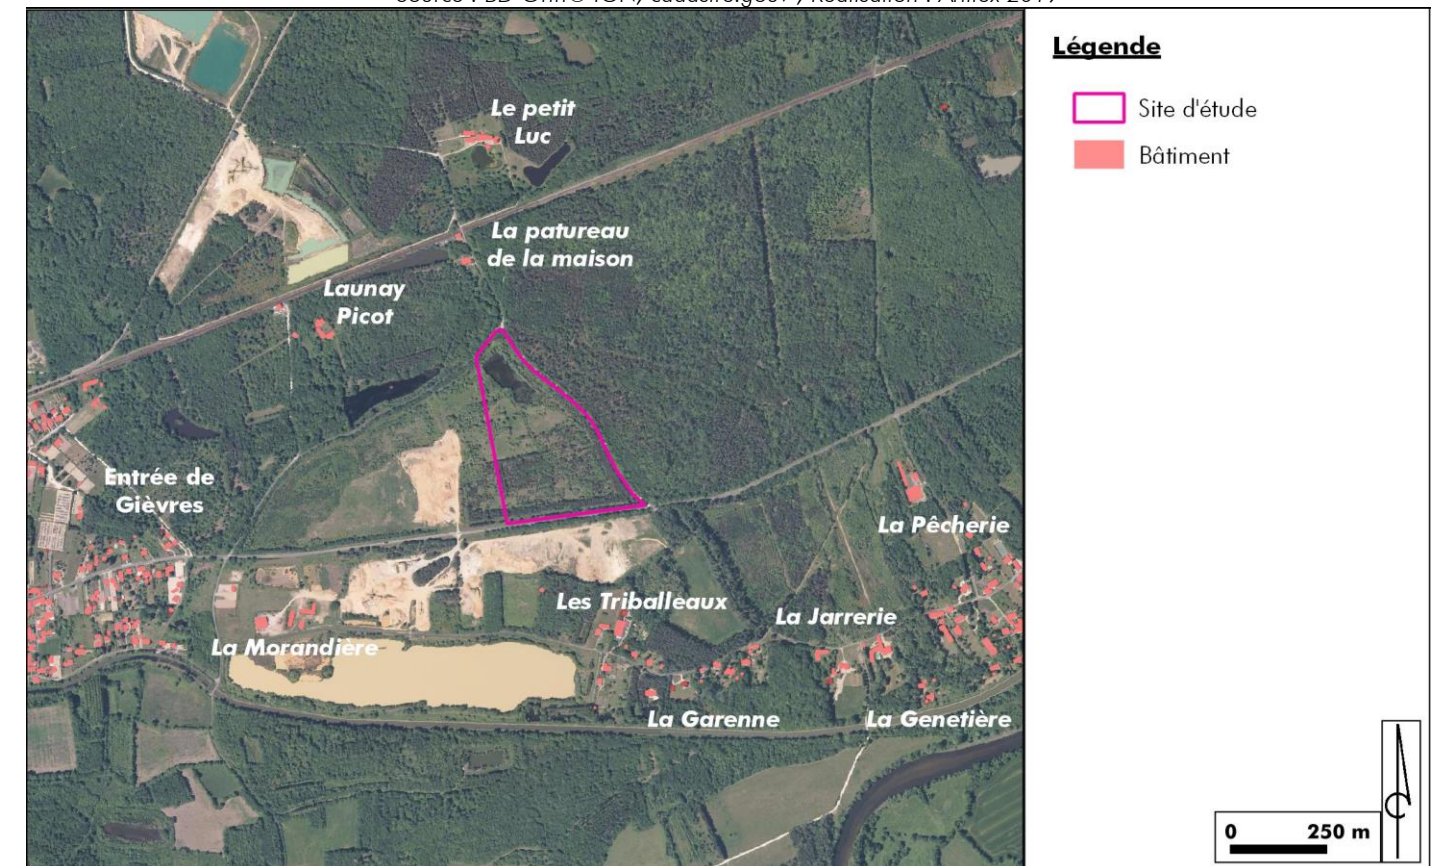 Légende
Site d'étude
Bâtiment
Le petit
Luc
La patureau
de la maison
Launay
Picot
Entrée de
Gièvres
La Pêcherie
Les Triballeaux
La Jarrerie
La Morandière
La Garenne
La Genetière
0 250 m